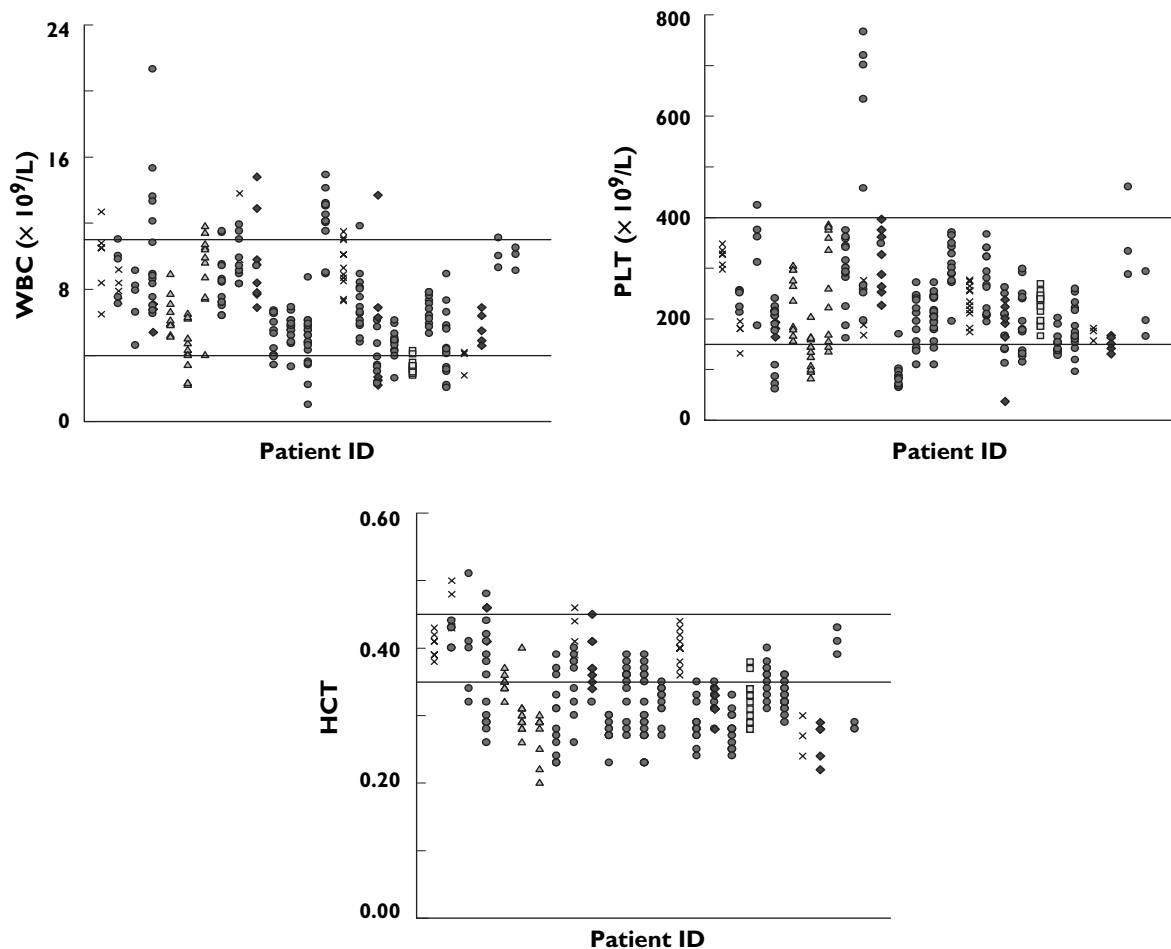 24
16
8
0
WBC (× 10⁹/L)
Patient ID
800
600
400
200
0
PLT (× 10⁹/L)
Patient ID
0.60
0.40
0.20
0.00
HCT
Patient ID